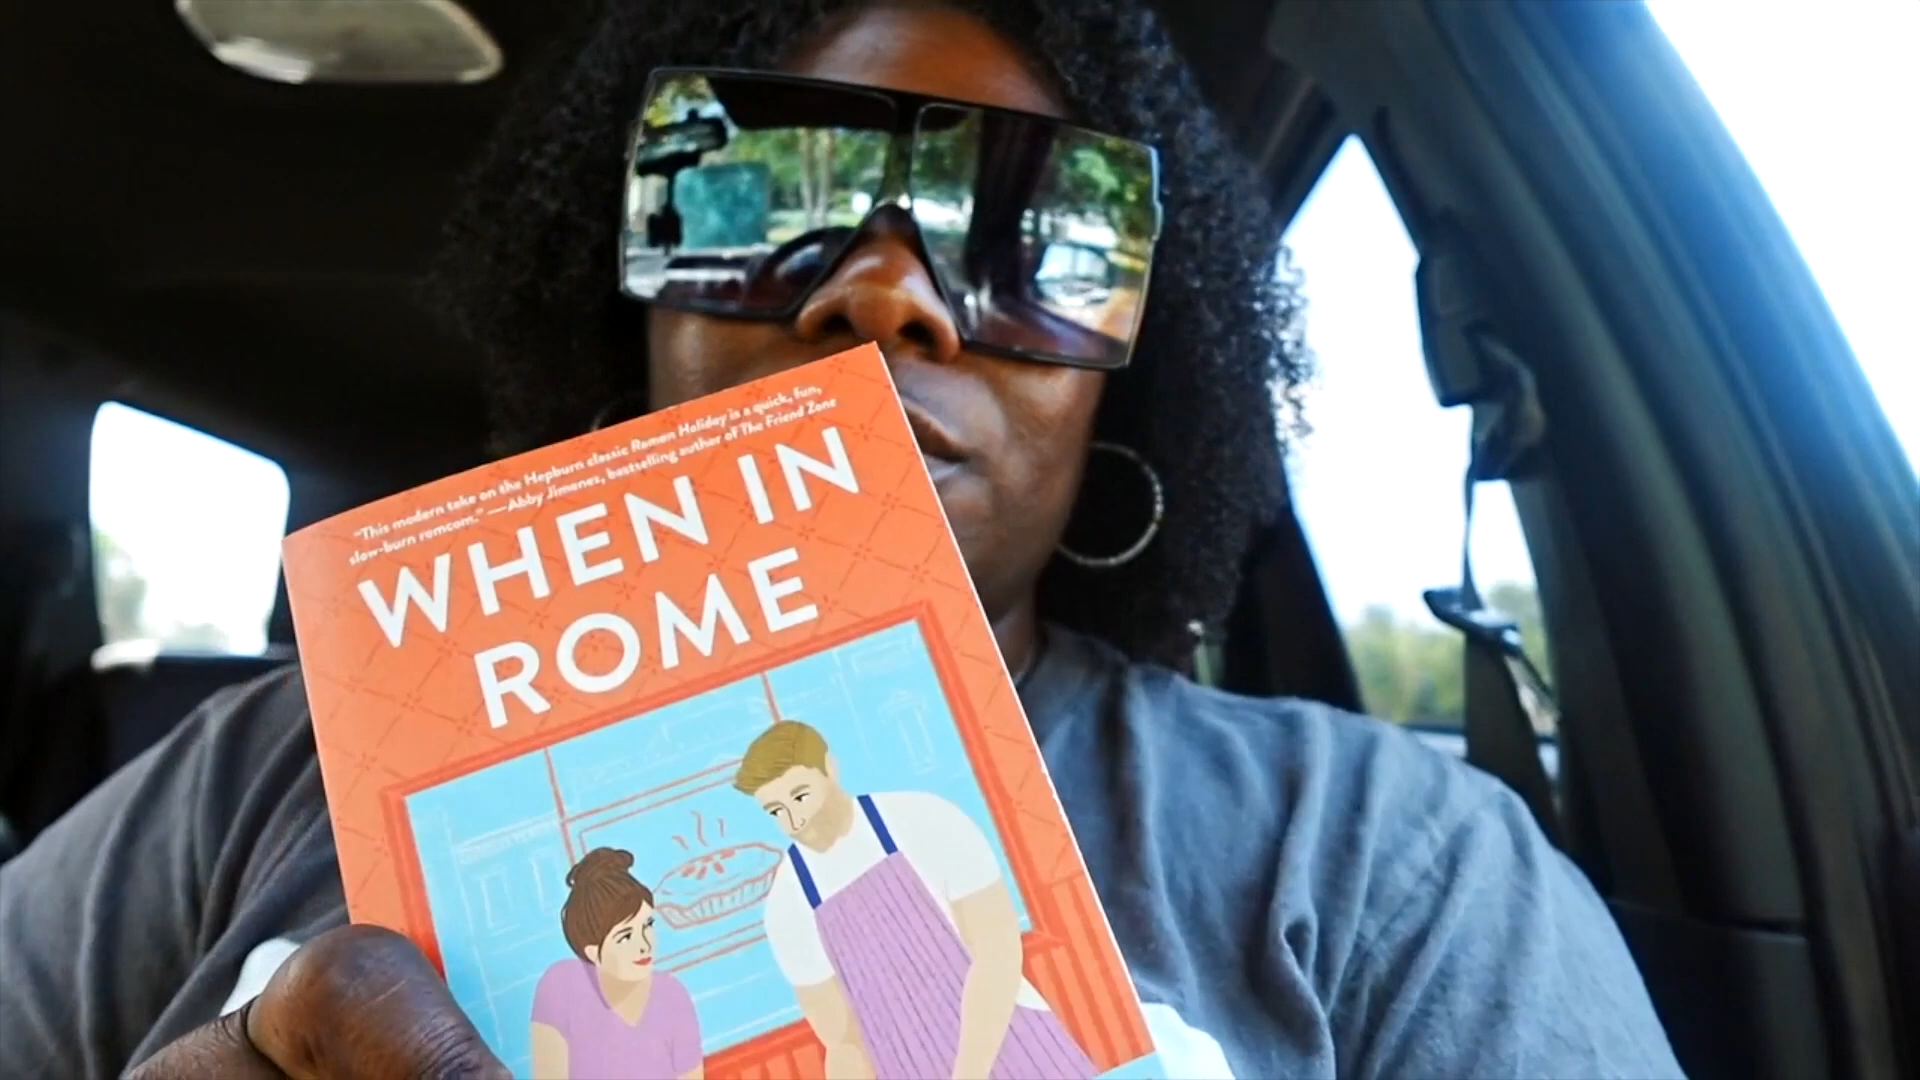 "This modern take on the Hepburn classic Roman Holiday is a quick, fun,
slow-burn romcom." —Abby Jimenez, bestselling author of The Friend Zone
WHEN IN
ROME